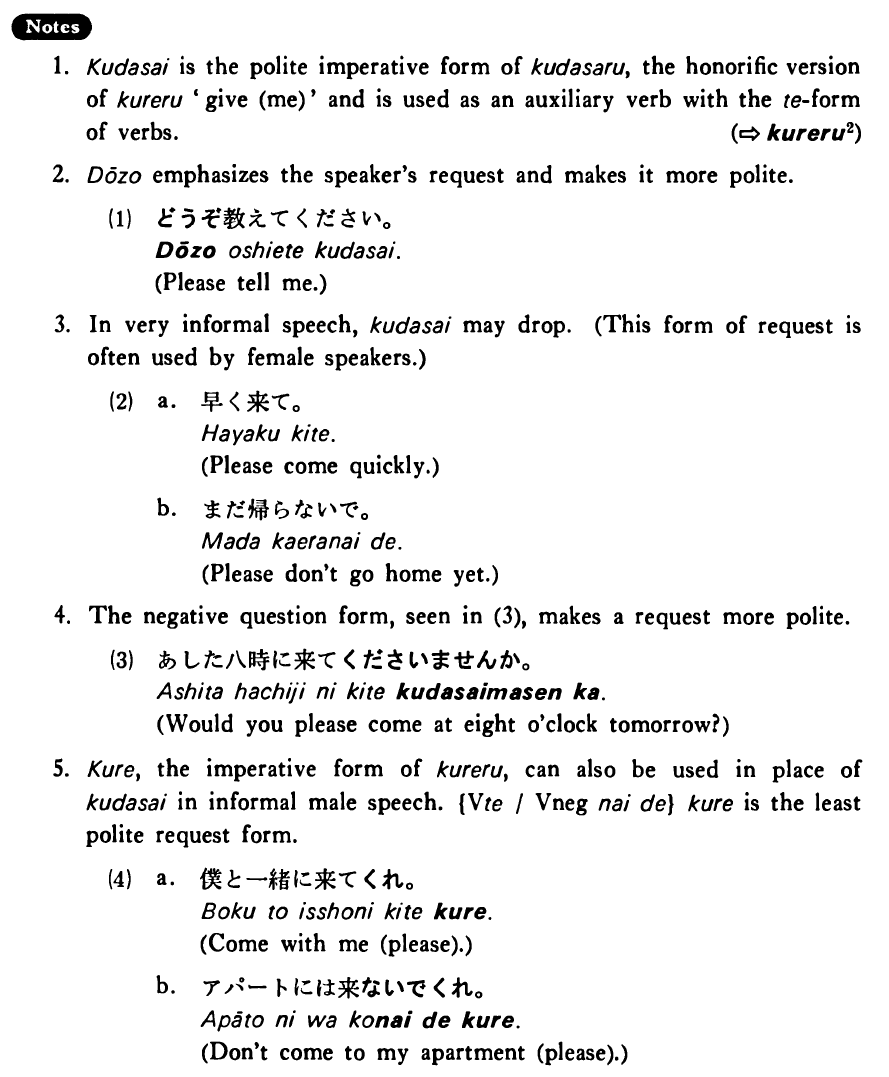 Notes
1. Kudasai is the polite imperative form of kudasaru, the honorific version
of kureru ‘give (me)’ and is used as an auxiliary verb with the te-form
of verbs. (⇨ kureru²)
2. Dōzo emphasizes the speaker's request and makes it more polite.
(1) どうぞ教えてください。
Dōzo oshiete kudasai.
(Please tell me.)
3. In very informal speech, kudasai may drop. (This form of request is
often used by female speakers.)
(2) a. 早く来て。
Hayaku kite.
(Please come quickly.)
b. まだ帰らないで。
Mada kaeranai de.
(Please don't go home yet.)
4. The negative question form, seen in (3), makes a request more polite.
(3) あした八時に来てくださいませんか。
Ashita hachiji ni kite kudasaimasen ka.
(Would you please come at eight o'clock tomorrow?)
5. Kure, the imperative form of kureru, can also be used in place of
kudasai in informal male speech. {Vte / Vneg nai de} kure is the least
polite request form.
(4) a. 僕と一緒に来てくれ。
Boku to isshoni kite kure.
(Come with me (please).)
b. アパートには来ないでくれ。
Apāto ni wa konai de kure.
(Don't come to my apartment (please).)